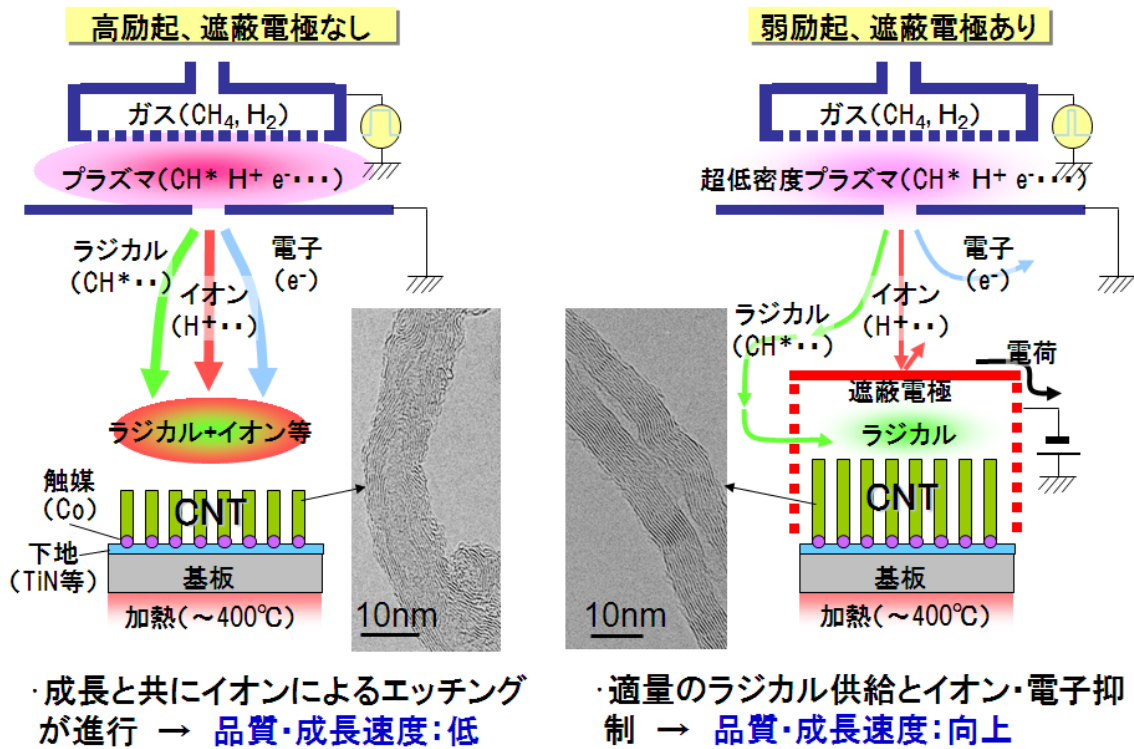 高励起、遮蔽電極なし
ガス(CH₄, H₂)
プラズマ(CH* H⁺ e⁻･･･)
ラジカル
(CH*･･)
イオン
(H⁺･･)
電子
(e⁻)
ラジカル+イオン等
触媒
(Co)
CNT
下地
(TiN等)
基板
加熱(～400℃)
10nm
･成長と共にイオンによるエッチング
が進行 → 品質・成長速度：低
弱励起、遮蔽電極あり
ガス(CH₄, H₂)
超低密度プラズマ(CH* H⁺ e⁻･･･)
電子
(e⁻)
イオン
(H⁺･･)
ラジカル
(CH*･･)
電荷
遮蔽電極
ラジカル
CNT
基板
10nm
加熱(～400℃)
･適量のラジカル供給とイオン・電子抑
制 → 品質・成長速度：向上